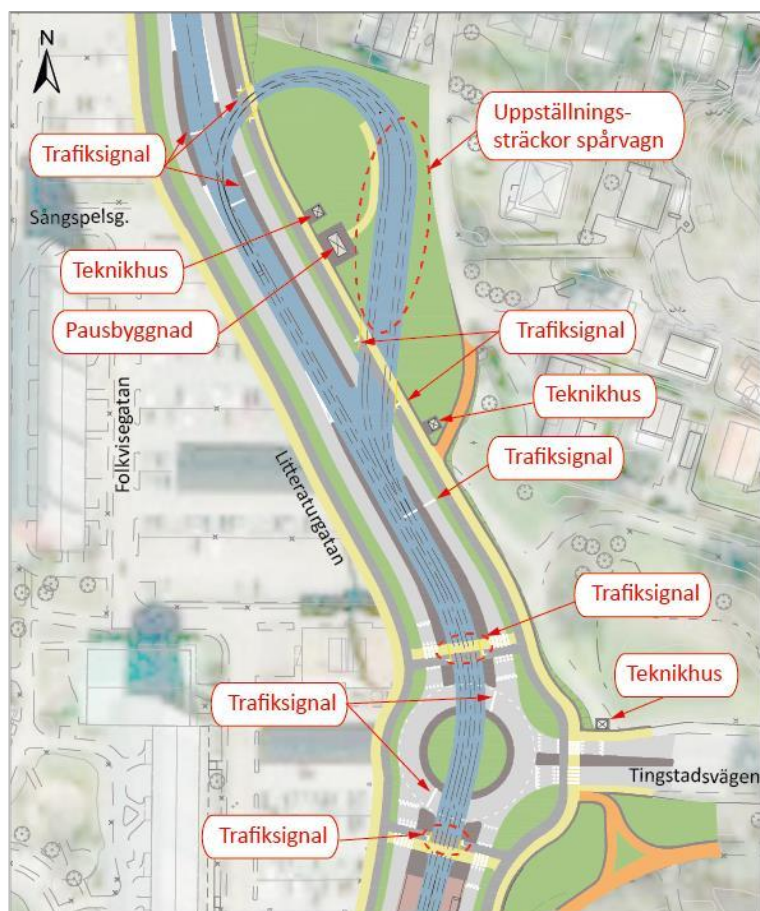 N
Uppställnings-
sträckor spårvagn
Trafiksignal
Sångspelsg.
Teknikhus
Pausbyggnad
Trafiksignal
Teknikhus
Folkvisegatan
Litteraturgatan
Trafiksignal
Trafiksignal
Trafiksignal
Teknikhus
Tingstadsvägen
Trafiksignal